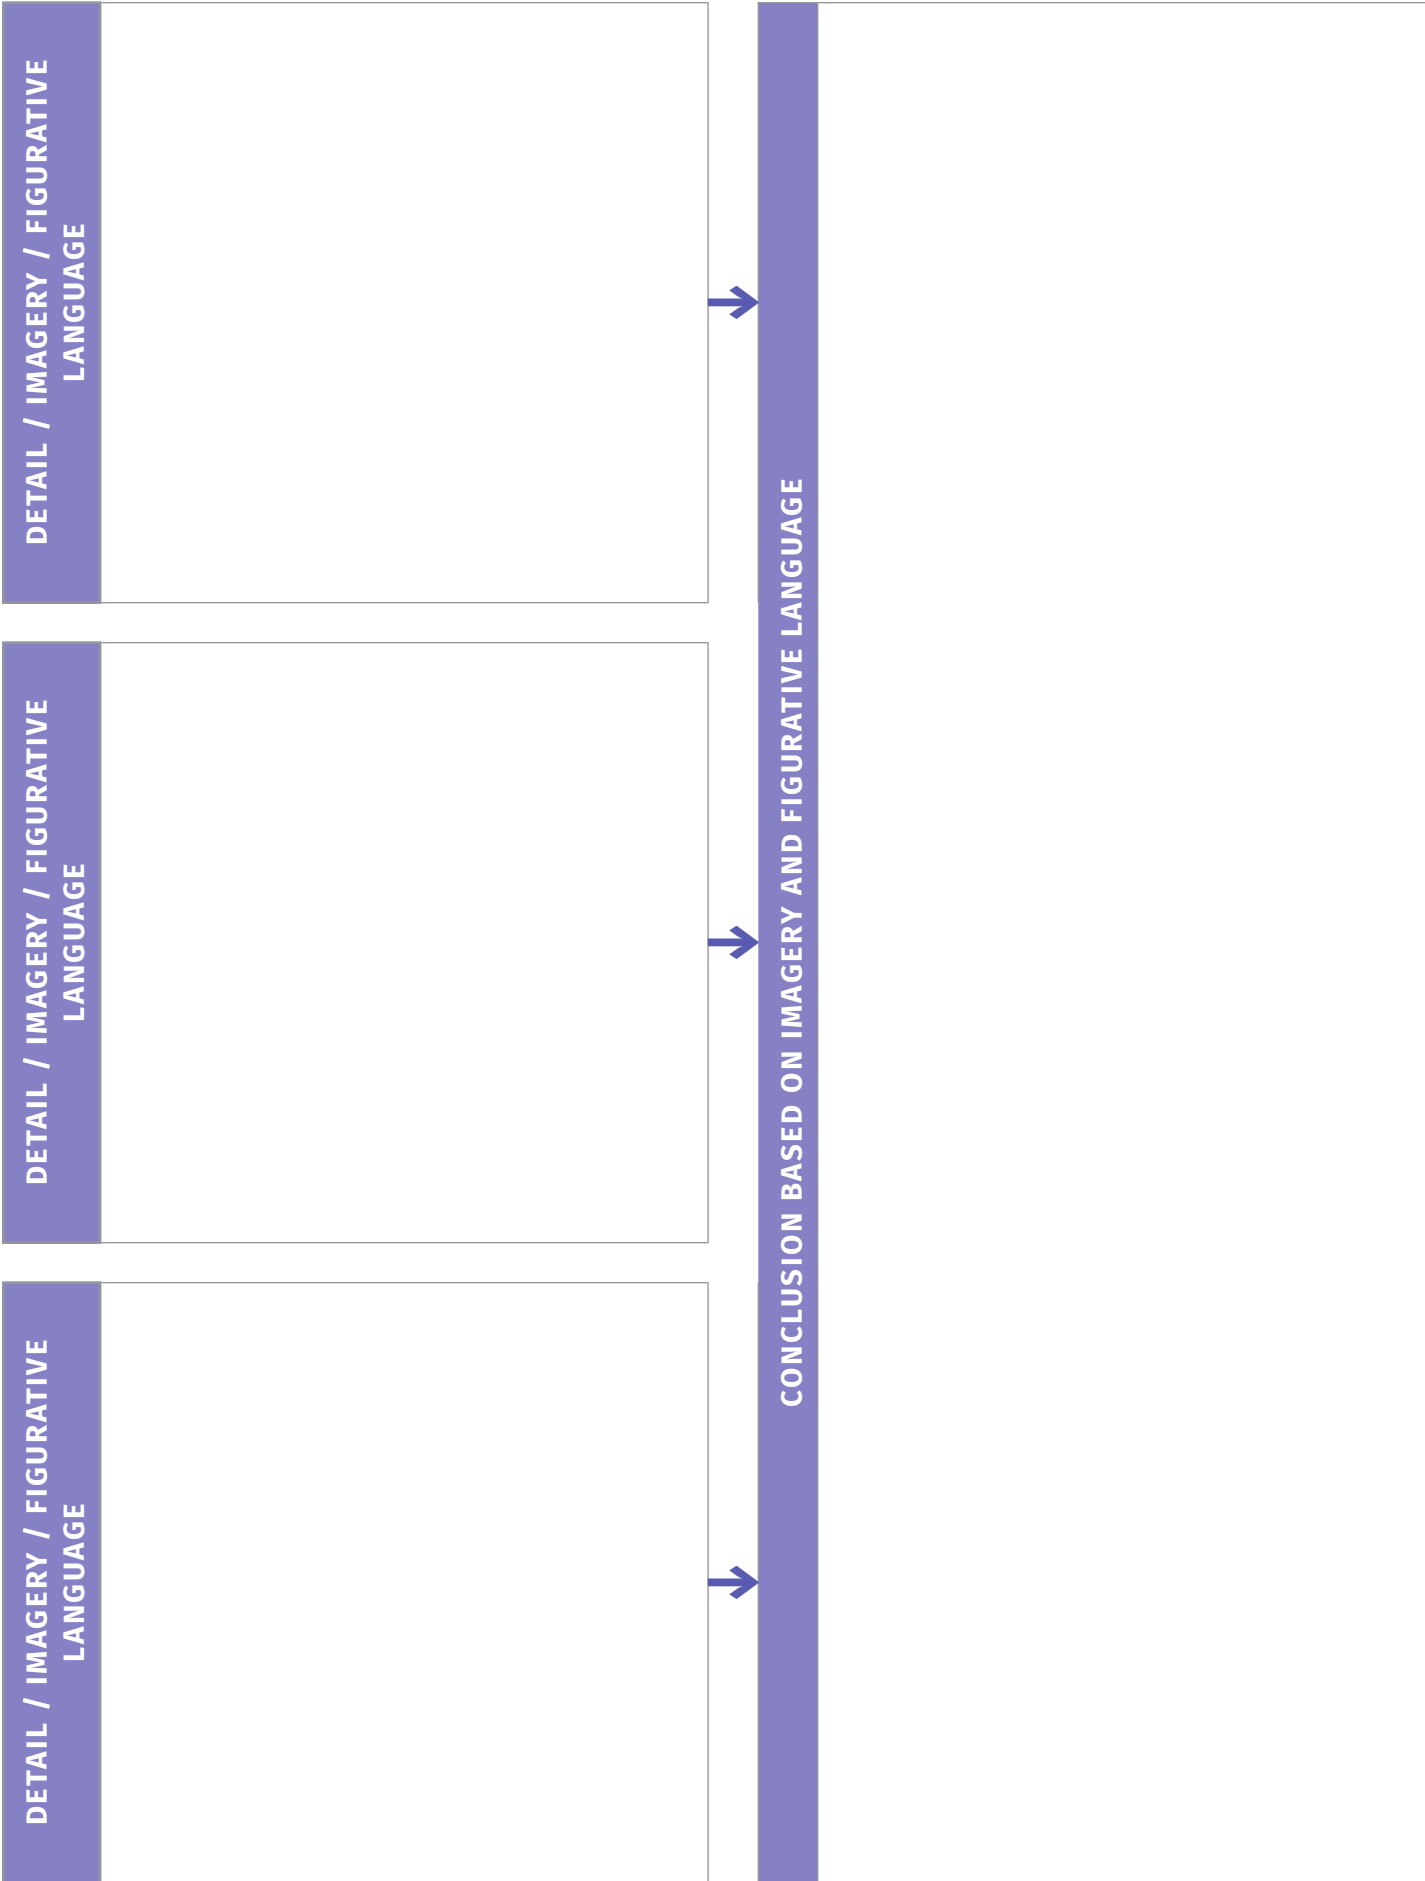 DETAIL / IMAGERY / FIGURATIVE
LANGUAGE
DETAIL / IMAGERY / FIGURATIVE
LANGUAGE
DETAIL / IMAGERY / FIGURATIVE
LANGUAGE
CONCLUSION BASED ON IMAGERY AND FIGURATIVE LANGUAGE